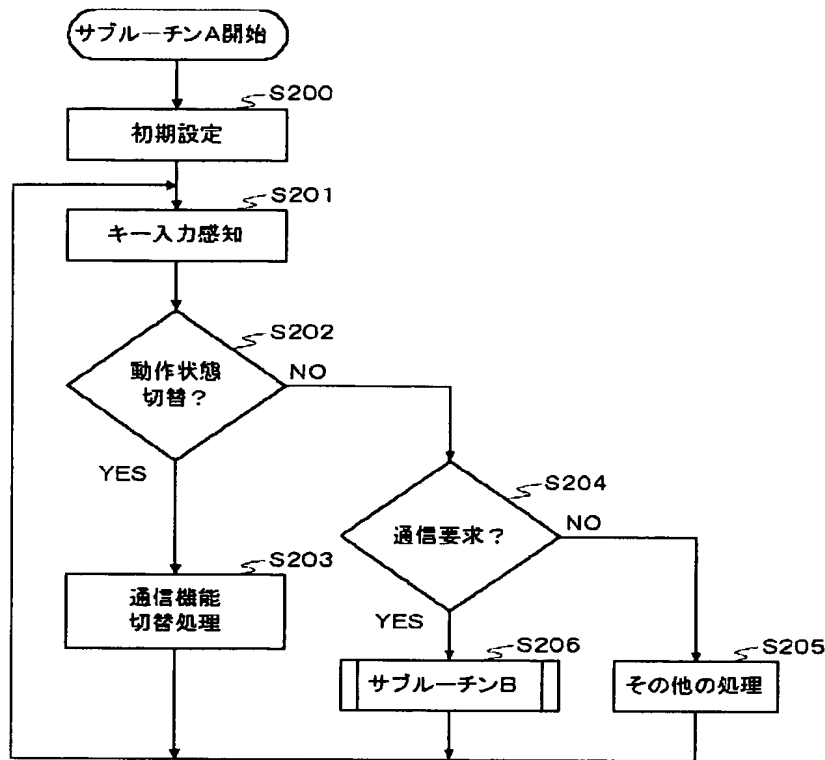 サブルーチンA開始
S200
初期設定
S201
キー入力感知
S202
動作状態
切替？
NO
YES
S204
通信要求？
NO
YES
S203
通信機能
切替処理
S206
サブルーチンB
S205
その他の処理